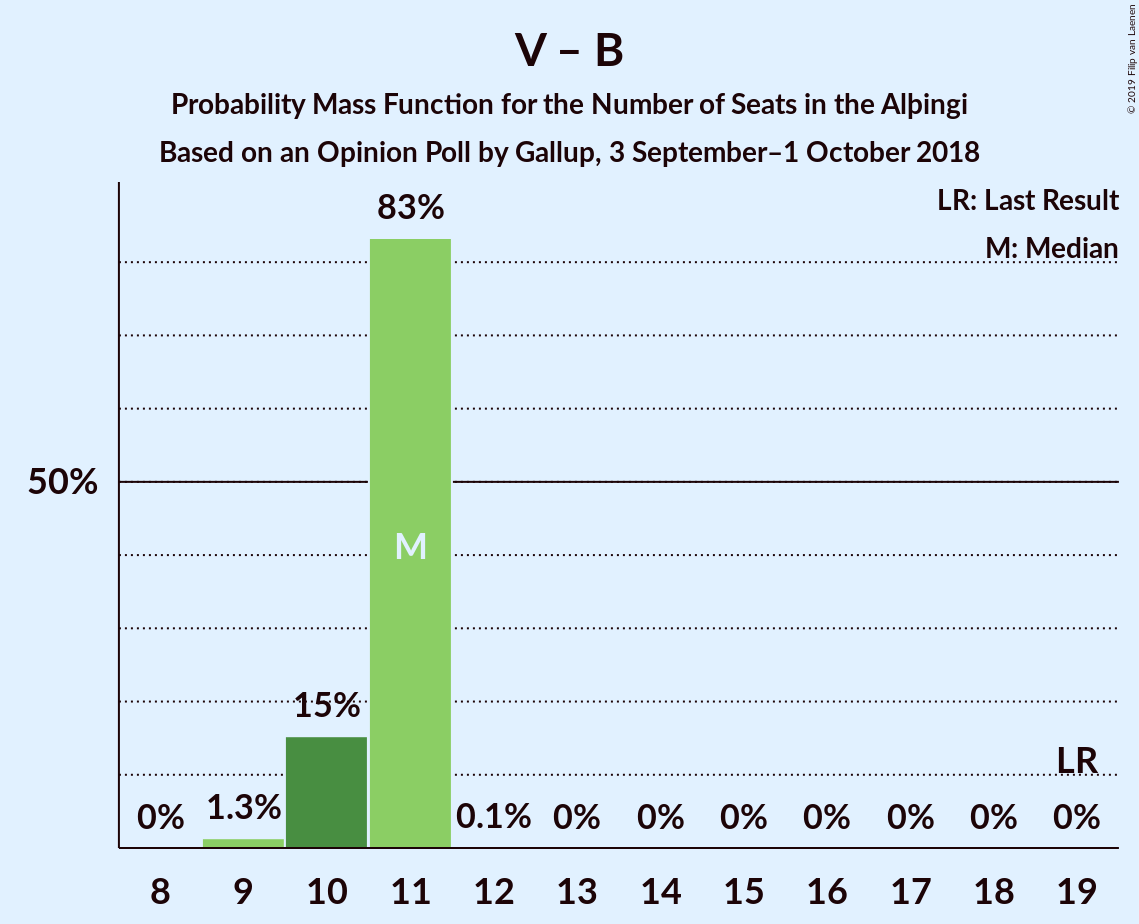 V – B
Probability Mass Function for the Number of Seats in the Alþingi
Based on an Opinion Poll by Gallup, 3 September–1 October 2018
© 2019 Filip van Laenen
LR: Last Result
M: Median
83%
50%
M
15%
LR
0% 1.3% 0.1% 0% 0% 0% 0% 0% 0% 0%
8 9 10 11 12 13 14 15 16 17 18 19